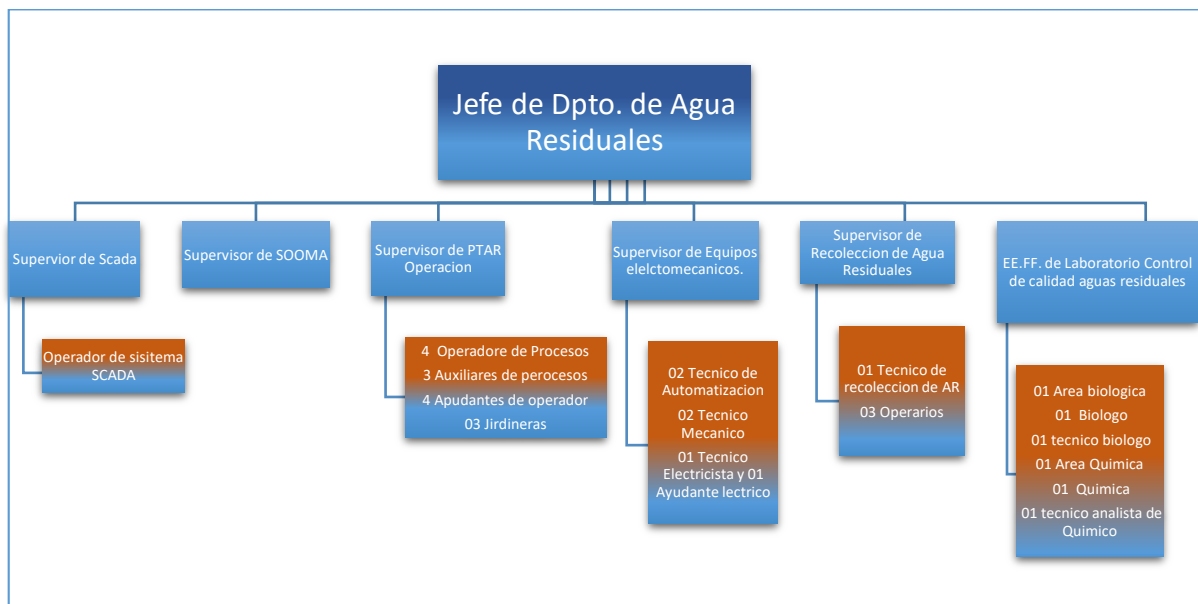 Jefe de Dpto. de Agua
Residuales
Supervior de Scada
Supervisor de SOOMA
Supervisor de PTAR
Operacion
Supervisor de Equipos
elelctomecanicos.
Supervisor de
Recoleccion de Agua
Residuales
EE.FF. de Laboratorio Control
de calidad aguas residuales
Operador de sisitema
SCADA
4 Operadore de Procesos
3 Auxiliares de perocesos
4 Apudantes de operador
03 Jirdineras
02 Tecnico de
Automatizacion
02 Tecnico
Mecanico
01 Tecnico
Electricista y 01
Ayudante lectrico
01 Tecnico de
recoleccion de AR
03 Operarios
01 Area biologica
01 Biologo
01 tecnico biologo
01 Área Quimica
01 Quimica
01 tecnico analista de
Quimico